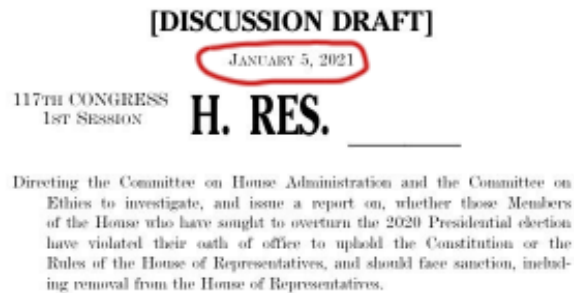 [DISCUSSION DRAFT]
JANUARY 5, 2021
117TH CONGRESS
1ST SESSION
H. RES.
Directing the Committee on House Administration and the Committee on
Ethics to investigate, and issue a report on, whether those Members
of the House who have sought to overturn the 2020 Presidential election
have violated their oath of office to uphold the Constitution or the
Rules of the House of Representatives, and should face sanction, includ-
ing removal from the House of Representatives.